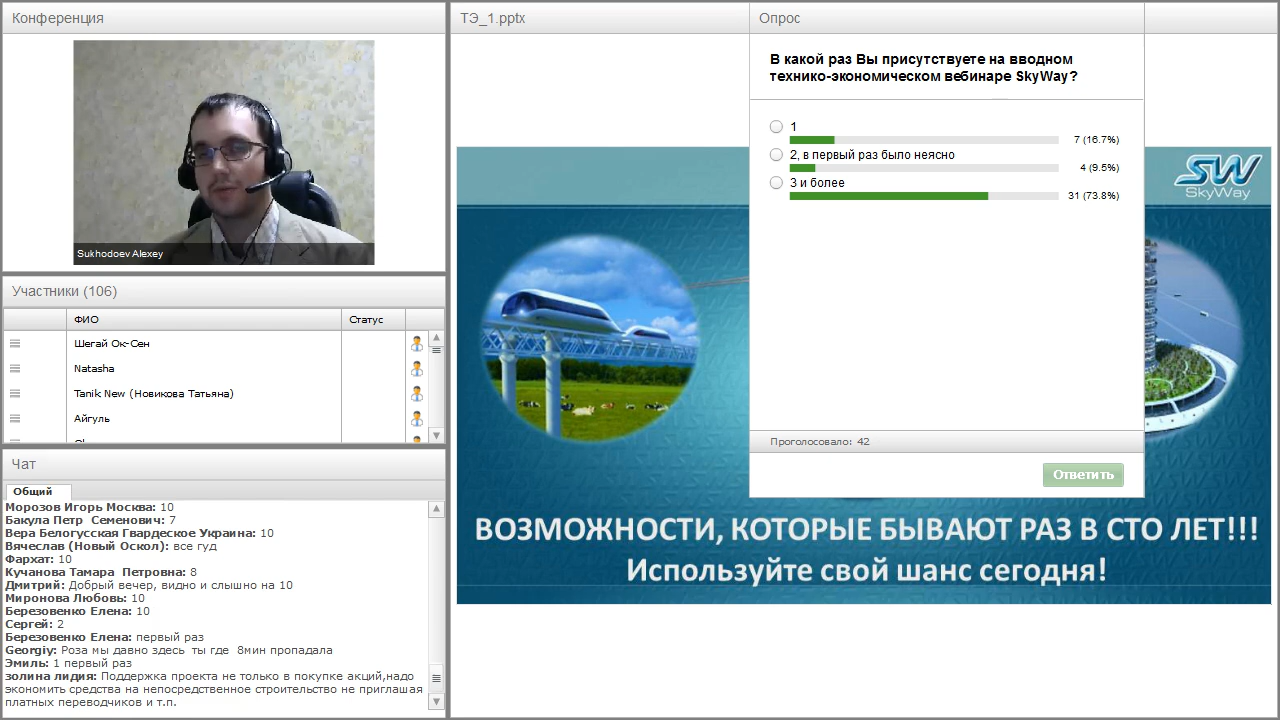 Конференция
Sukhodoev Alexey
Участники (106)
ФИО
Статус
Шегай Ок-Сен
Natasha
Tanik New (Новикова Татьяна)
Айгуль
Чат
Общий
Морозов Игорь Москва: 10
Бакула Петр Семенович: 7
Вера Белогусская Гвардеское Украина: 10
Вячеслав (Новый Оскол): все гуд
Фархат: 10
Кучанова Тамара Петровна: 8
Дмитрий: Добрый вечер, видно и слышно на 10
Миронова Любовь: 10
Березовенко Елена: 10
Сергей: 2
Березовенко Елена: первый раз
Georgiy: Роза мы давно здесь ты где 8мин пропадала
Эмиль: 1 первый раз
золина лидия: Поддержка проекта не только в покупке акций,надо
экономить средства на непосредственное строительство не приглашая
платных переводчиков и т.п.
ТЭ_1.pptx
Опрос
В какой раз Вы присутствуете на вводном
технико-экономическом вебинаре SkyWay?
1
7 (16.7%)
2, в первый раз было неясно
4 (9.5%)
3 и более
31 (73.8%)
Проголосовало: 42
Ответить
SW
SkyWay
ВОЗМОЖНОСТИ, КОТОРЫЕ БЫВАЮТ РАЗ В СТО ЛЕТ!!!
Используйте свой шанс сегодня!